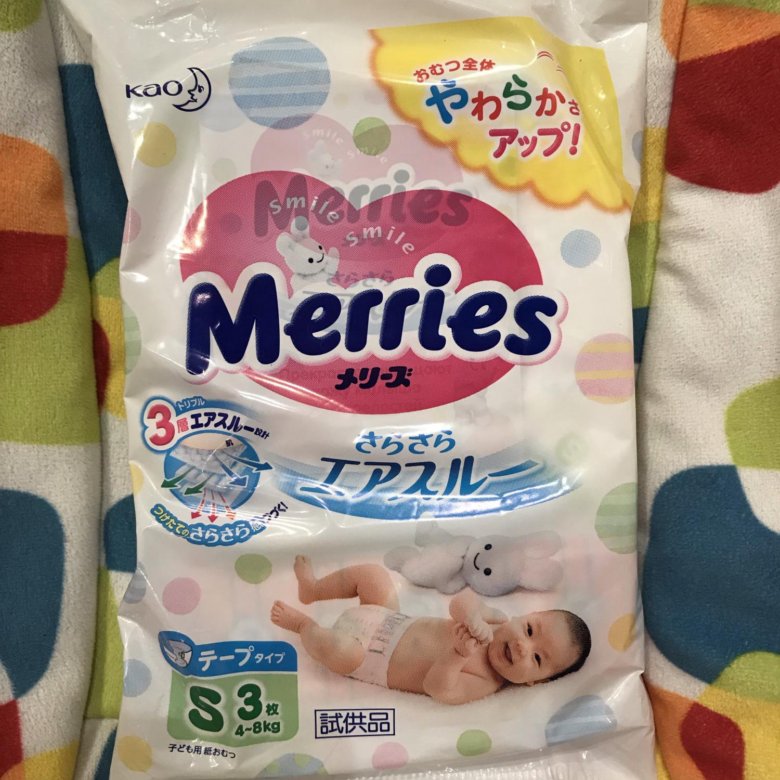 Kao
おむつ全体
やわらかさ
アップ!
Smile Smile
Merries
メリーズ
トリプル
3層エアスルー設計
肌
つけたての さらさら
さらさら
エアスルー
テープタイプ
S 3枚
4~8kg
子ども用 紙おむつ
試供品